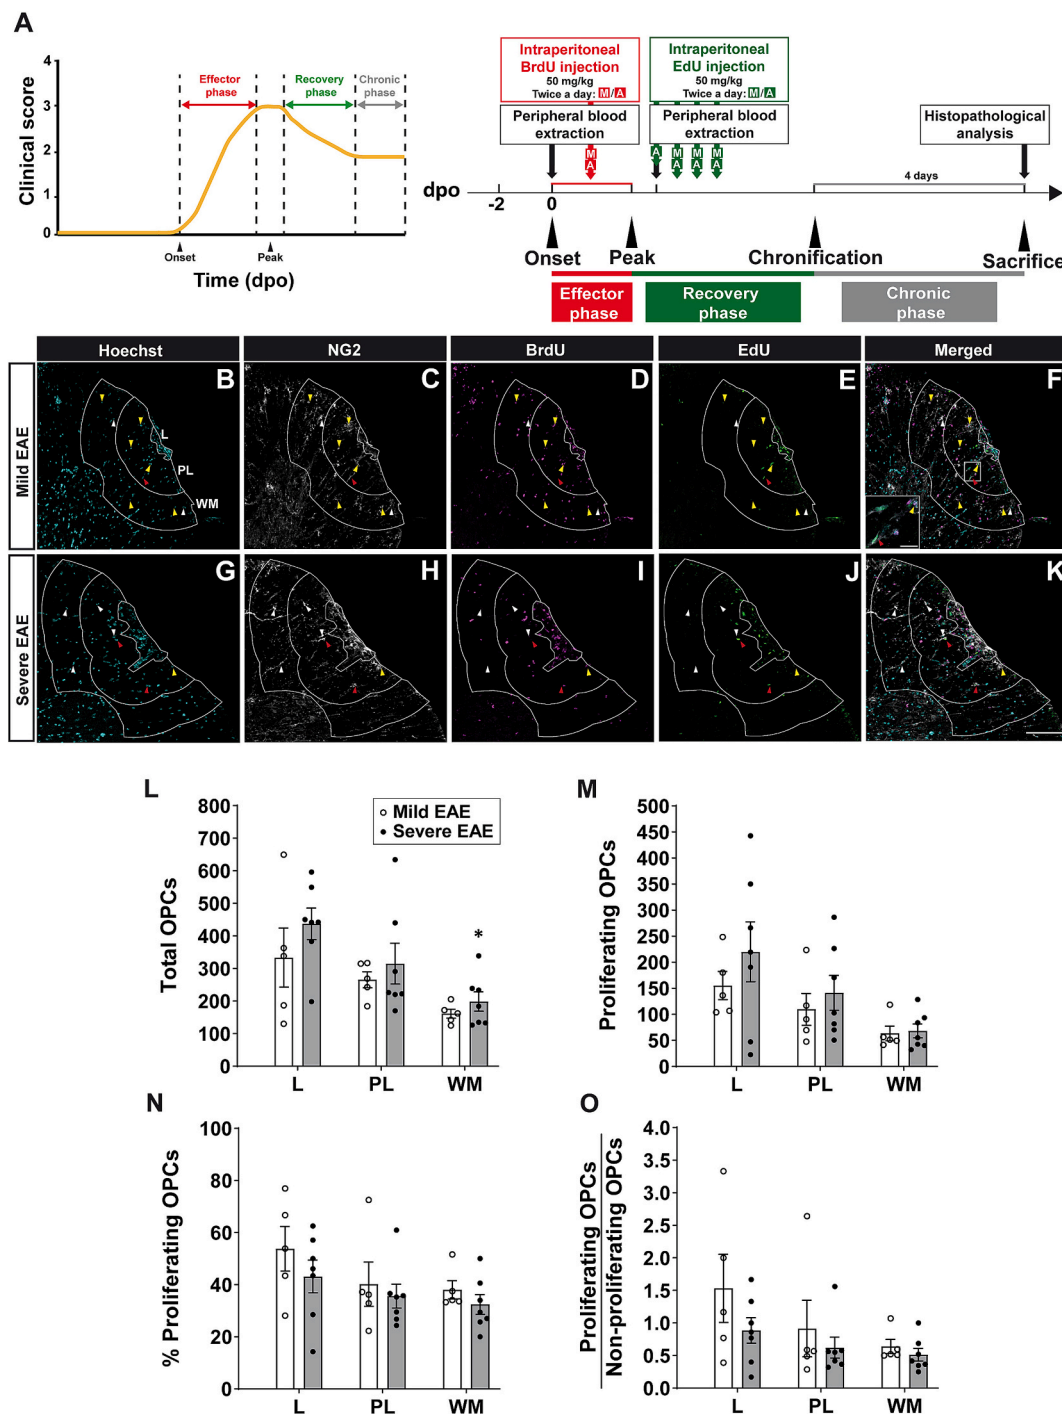 A
Clinical score
4
3
2
1
0
Effector
phase
Recovery
phase
Chronic
phase
Onset
Peak
Time (dpo)
Intraperitoneal
BrdU injection
50 mg/kg
Twice a day: M/A
Intraperitoneal
EdU injection
50 mg/kg
Twice a day: M/A
Peripheral blood
extraction
Peripheral blood
extraction
Histopathological
analysis
M
A
A
M M M
A A A
dpo
-2
0
4 days
Onset
Peak
Chronification
Sacrifice
Effector
phase
Recovery
phase
Chronic
phase
Hoechst
NG2
BrdU
EdU
Merged
Mild EAE
B
L
PL
WM
C
D
E
F
Severe EAE
G
H
I
J
K
L
Total OPCs
800
700
600
500
400
300
200
100
0
Mild EAE
Severe EAE
*
L
PL
WM
M
Proliferating OPCs
500
450
400
350
300
250
200
150
100
50
0
L
PL
WM
N
% Proliferating OPCs
100
80
60
40
20
0
L
PL
WM
O
Proliferating OPCs
Non-proliferating OPCs
4.0
3.5
3.0
2.5
2.0
1.5
1.0
0.5
0.0
L
PL
WM